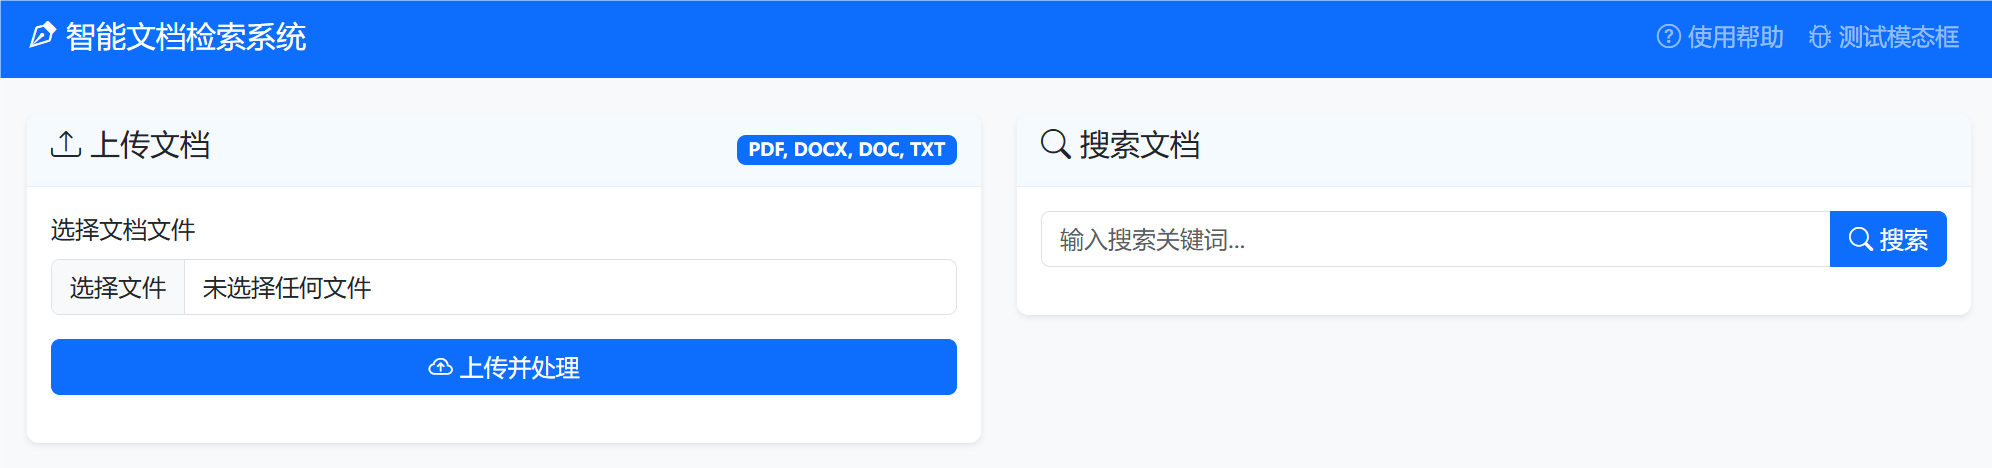 智能文档检索系统
使用帮助 测试模态框
上传文档
PDF, DOCX, DOC, TXT
选择文档文件
选择文件 未选择任何文件
上传并处理
搜索文档
输入搜索关键词...
搜索